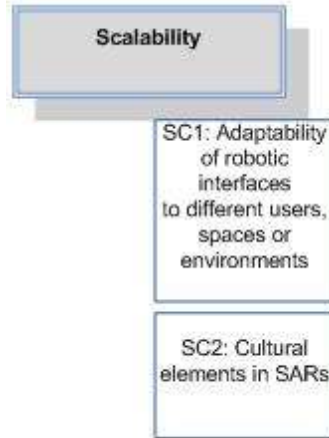 Scalability
SC1: Adaptability
of robotic
interfaces
to different users,
spaces or
environments
SC2: Cultural
elements in SARs